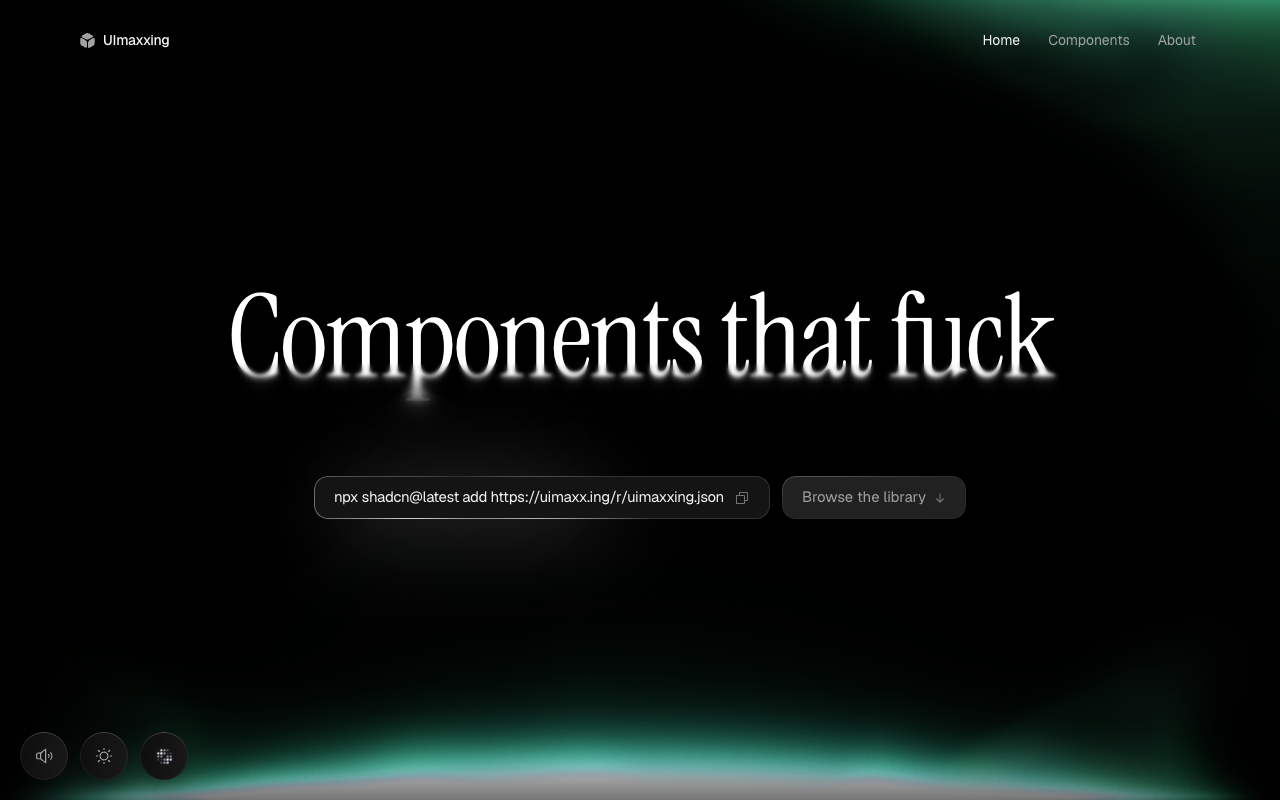 UImaxxing
Home
Components
About
Components that fuck
npx shadcn@latest add https://uimaxx.ing/r/uimaxxing.json
Browse the library